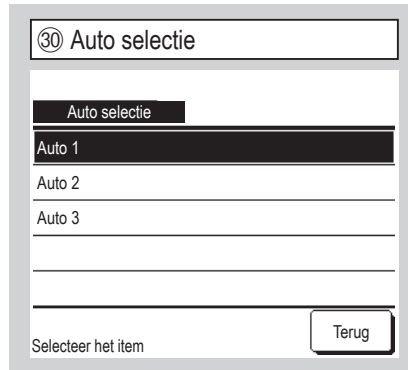 ㉚ Auto selectie
Auto selectie
Auto 1
Auto 2
Auto 3
Selecteer het item
Terug